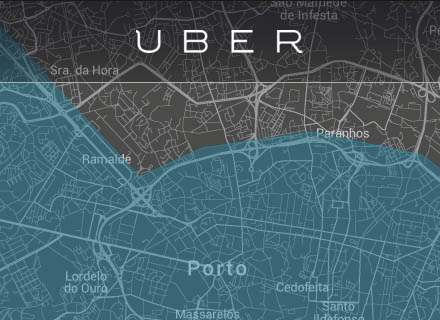 São Mamede
de Infesta
UBER
Sra. da Hora
Paranhos
Ramalde
Porto
Lordelo
do Ouro
Cedofeita
Massarelos
Santo
Ildefonso